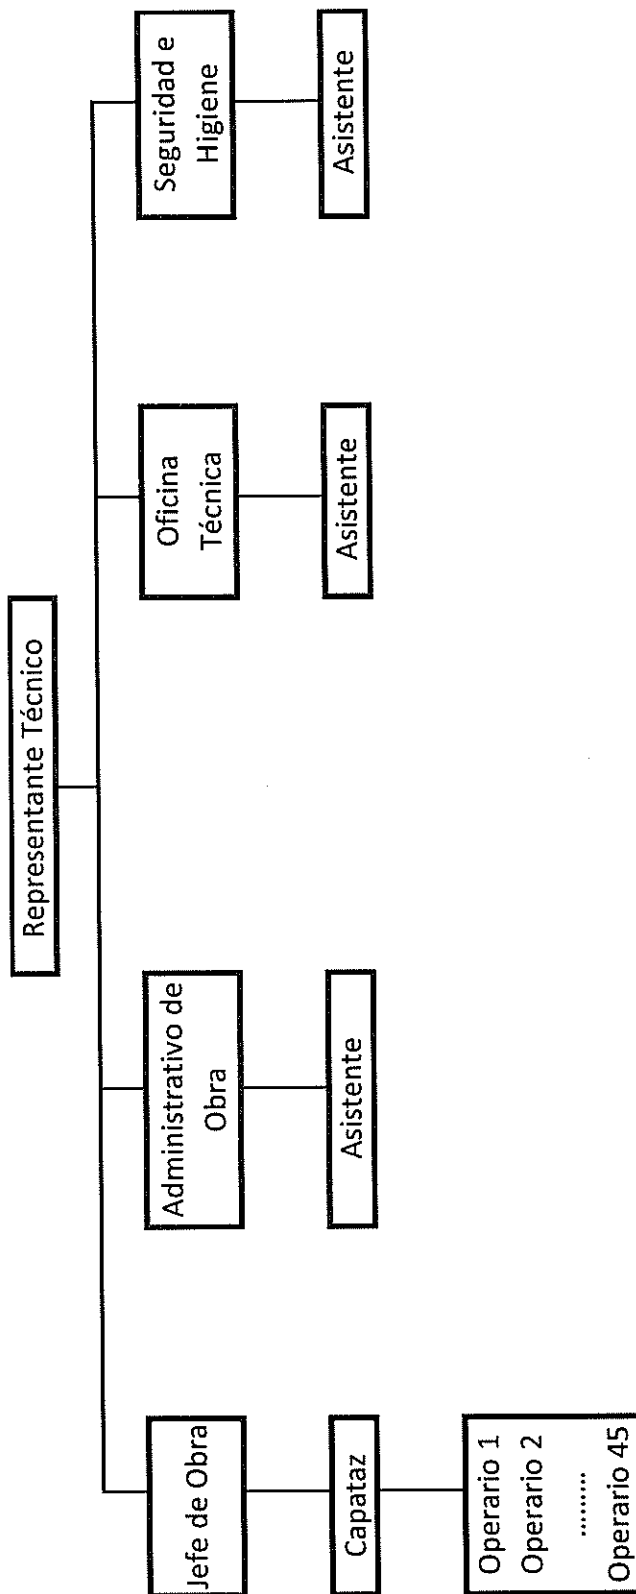 Representante Técnico
Jefe de Obra
Administrativo de
Obra
Oficina
Técnica
Seguridad e
Higiene
Capataz
Asistente
Asistente
Asistente
Operario 1
Operario 2
.........
Operario 45